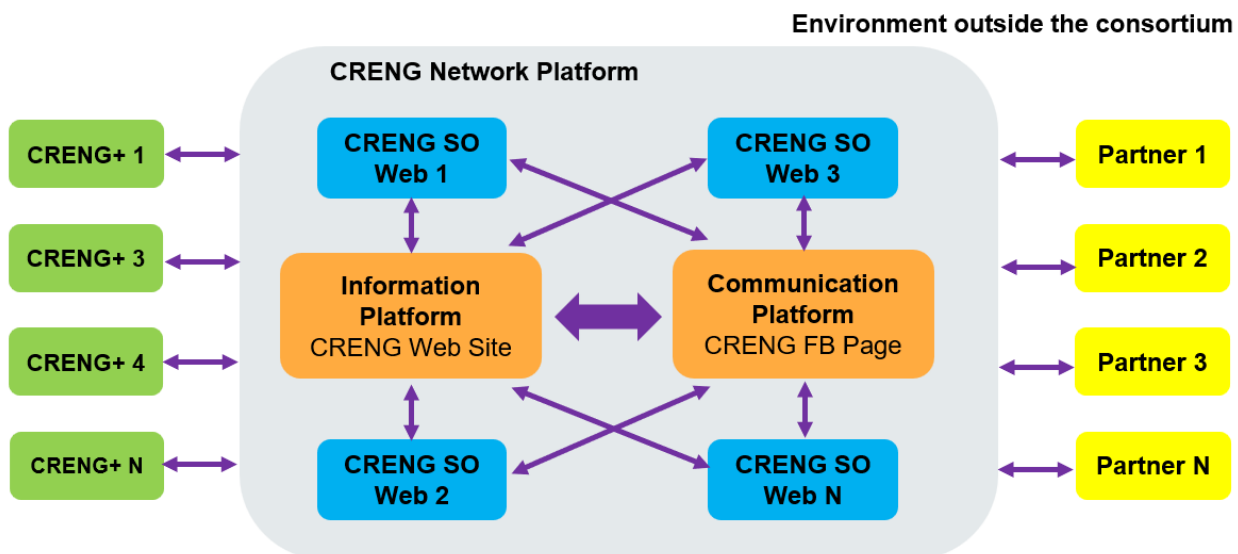 Environment outside the consortium
CRENG Network Platform
CRENG+ 1
CRENG+ 3
CRENG+ 4
CRENG+ N
CRENG SO
Web 1
CRENG SO
Web 3
Information
Platform
CRENG Web Site
Communication
Platform
CRENG FB Page
CRENG SO
Web 2
CRENG SO
Web N
Partner 1
Partner 2
Partner 3
Partner N